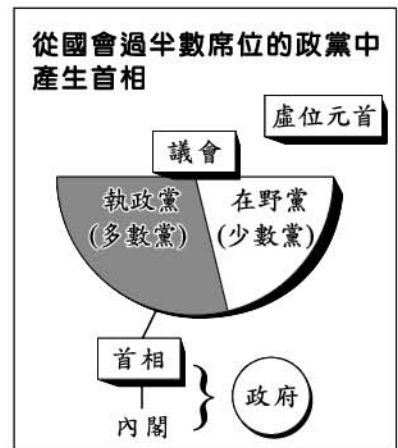 從國會過半數席位的政黨中
產生首相
虛位元首
議會
執政黨
(多數黨)
在野黨
(少數黨)
首相
內閣
政府